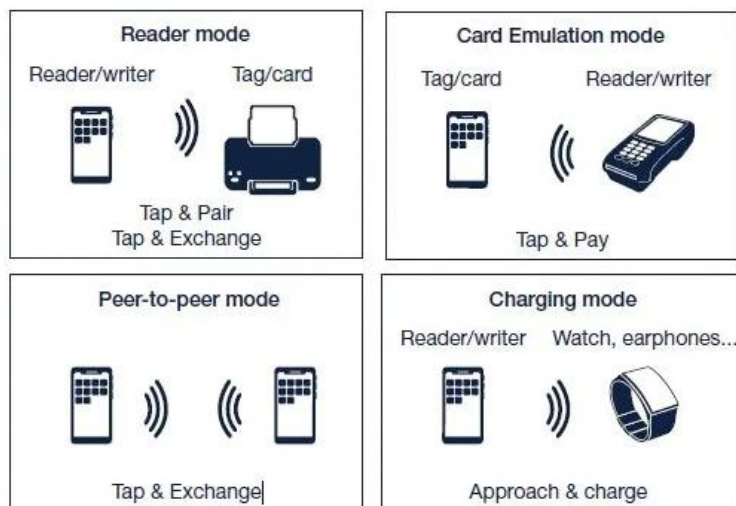 Reader mode
Reader/writer Tag/card
Tap & Pair
Tap & Exchange
Card Emulation mode
Tag/card Reader/writer
Tap & Pay
Peer-to-peer mode
Tap & Exchange
Charging mode
Reader/writer Watch, earphones...
Approach & charge